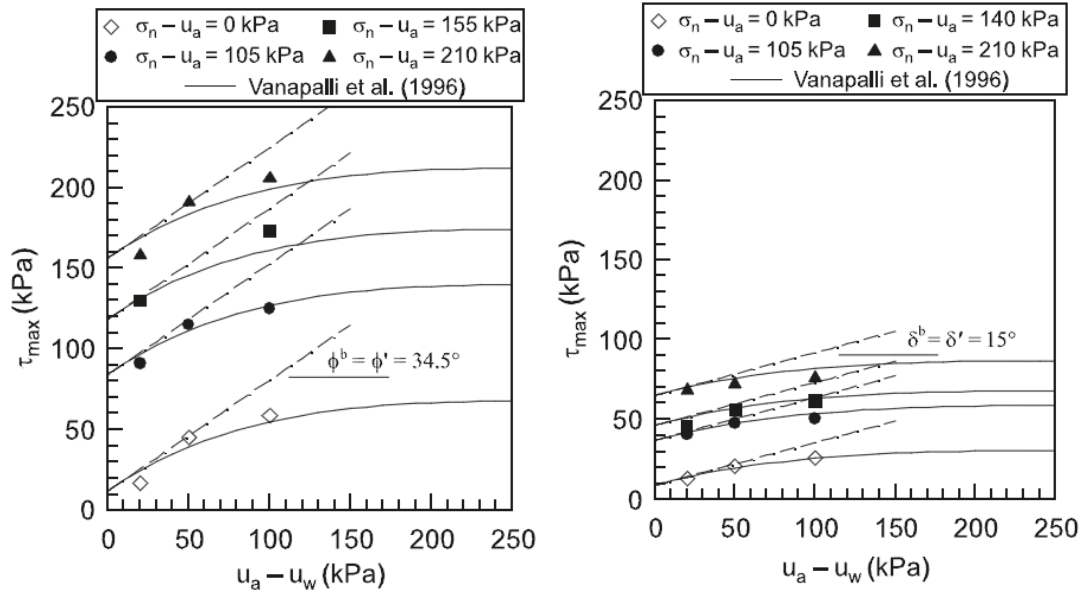 σn – ua = 0 kPa
σn – ua = 155 kPa
σn – ua = 105 kPa
σn – ua = 210 kPa
Vanapalli et al. (1996)
250
200
150
100
50
0
τmax (kPa)
ϕb = ϕ′ = 34.5°
0 50 100 150 200 250
ua – uw (kPa)
σn – ua = 0 kPa
σn – ua = 140 kPa
σn – ua = 105 kPa
σn – ua = 210 kPa
Vanapalli et al. (1996)
250
200
150
100
50
0
τmax (kPa)
δb = δ′ = 15°
0 50 100 150 200 250
ua – uw (kPa)